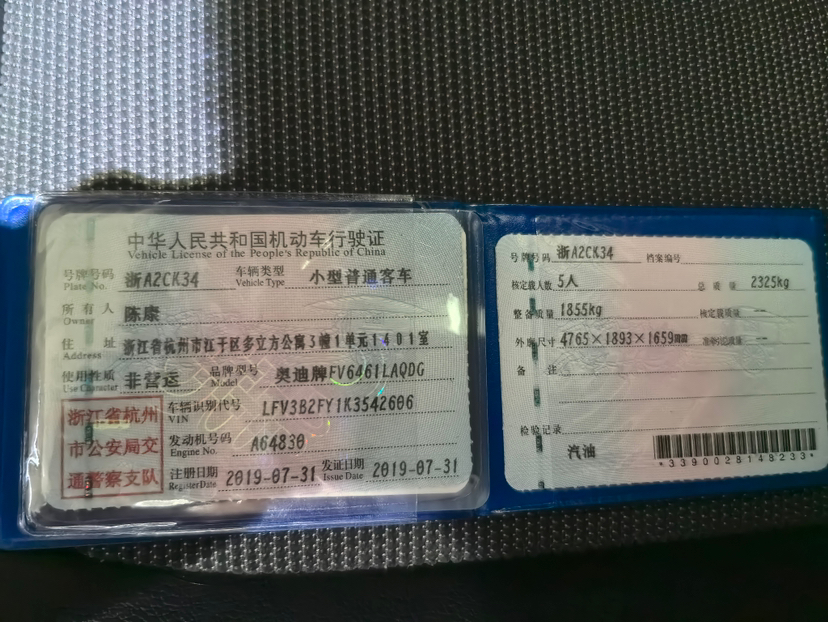 中华人民共和国机动车行驶证
Vehicle License of the People's Republic of China
号牌号码 浙A2CK34 车辆类型 小型普通客车
Plate No. Vehicle Type
所有人 陈康
Owner
住址 浙江省杭州市江干区多立方公寓3幢1单元1401室
Address
使用性质 非营运 品牌型号 奥迪牌FV6461LAQDG
Use Character Model
浙江省杭州
市公安局交
通警察支队
车辆识别代号 LFV3B2FY1K3542606
VIN
发动机号码 A64830
Engine No.
注册日期 2019-07-31 发证日期 2019-07-31
Register Date Issue Date
号牌号码 浙A2CK34 档案编号
核定载人数 5人 总质量 2325kg
整备质量 1855kg 核定载质量 --
外廓尺寸 4765×1893×1659mm 准牵引总质量 --
备注
检验记录
汽油
*3390028148233*